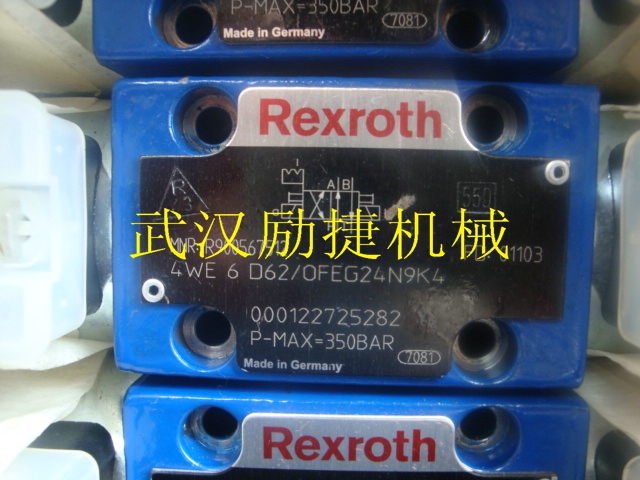 P-MAX=350BAR
7081
Made in Germany
Rexroth
A B
550
武汉励捷机械
4WE 6 D62/OFEG24N9K4
000122725282
P-MAX=350BAR
7081
Made in Germany
Rexroth